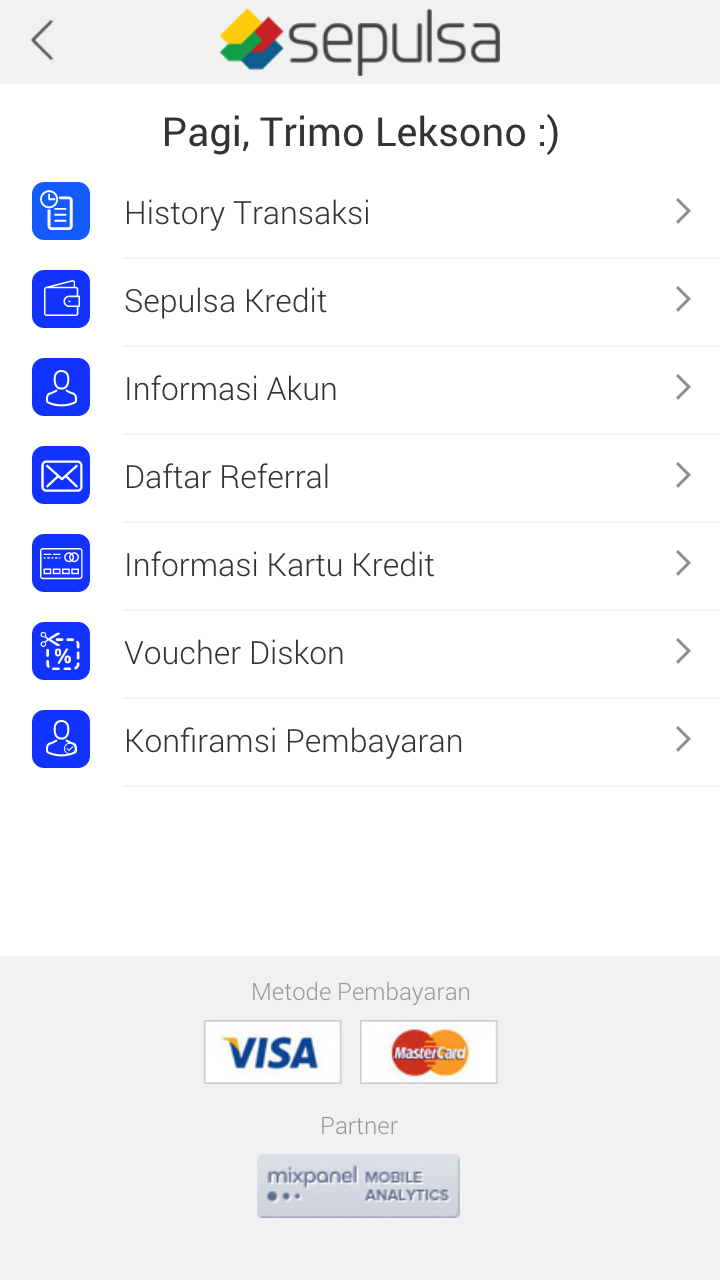 sepulsa
Pagi, Trimo Leksono :)
History Transaksi
Sepulsa Kredit
Informasi Akun
Daftar Referral
Informasi Kartu Kredit
%
Voucher Diskon
Konfiramsi Pembayaran
Metode Pembayaran
VISA MasterCard
Partner
mixpanel MOBILE
ANALYTICS